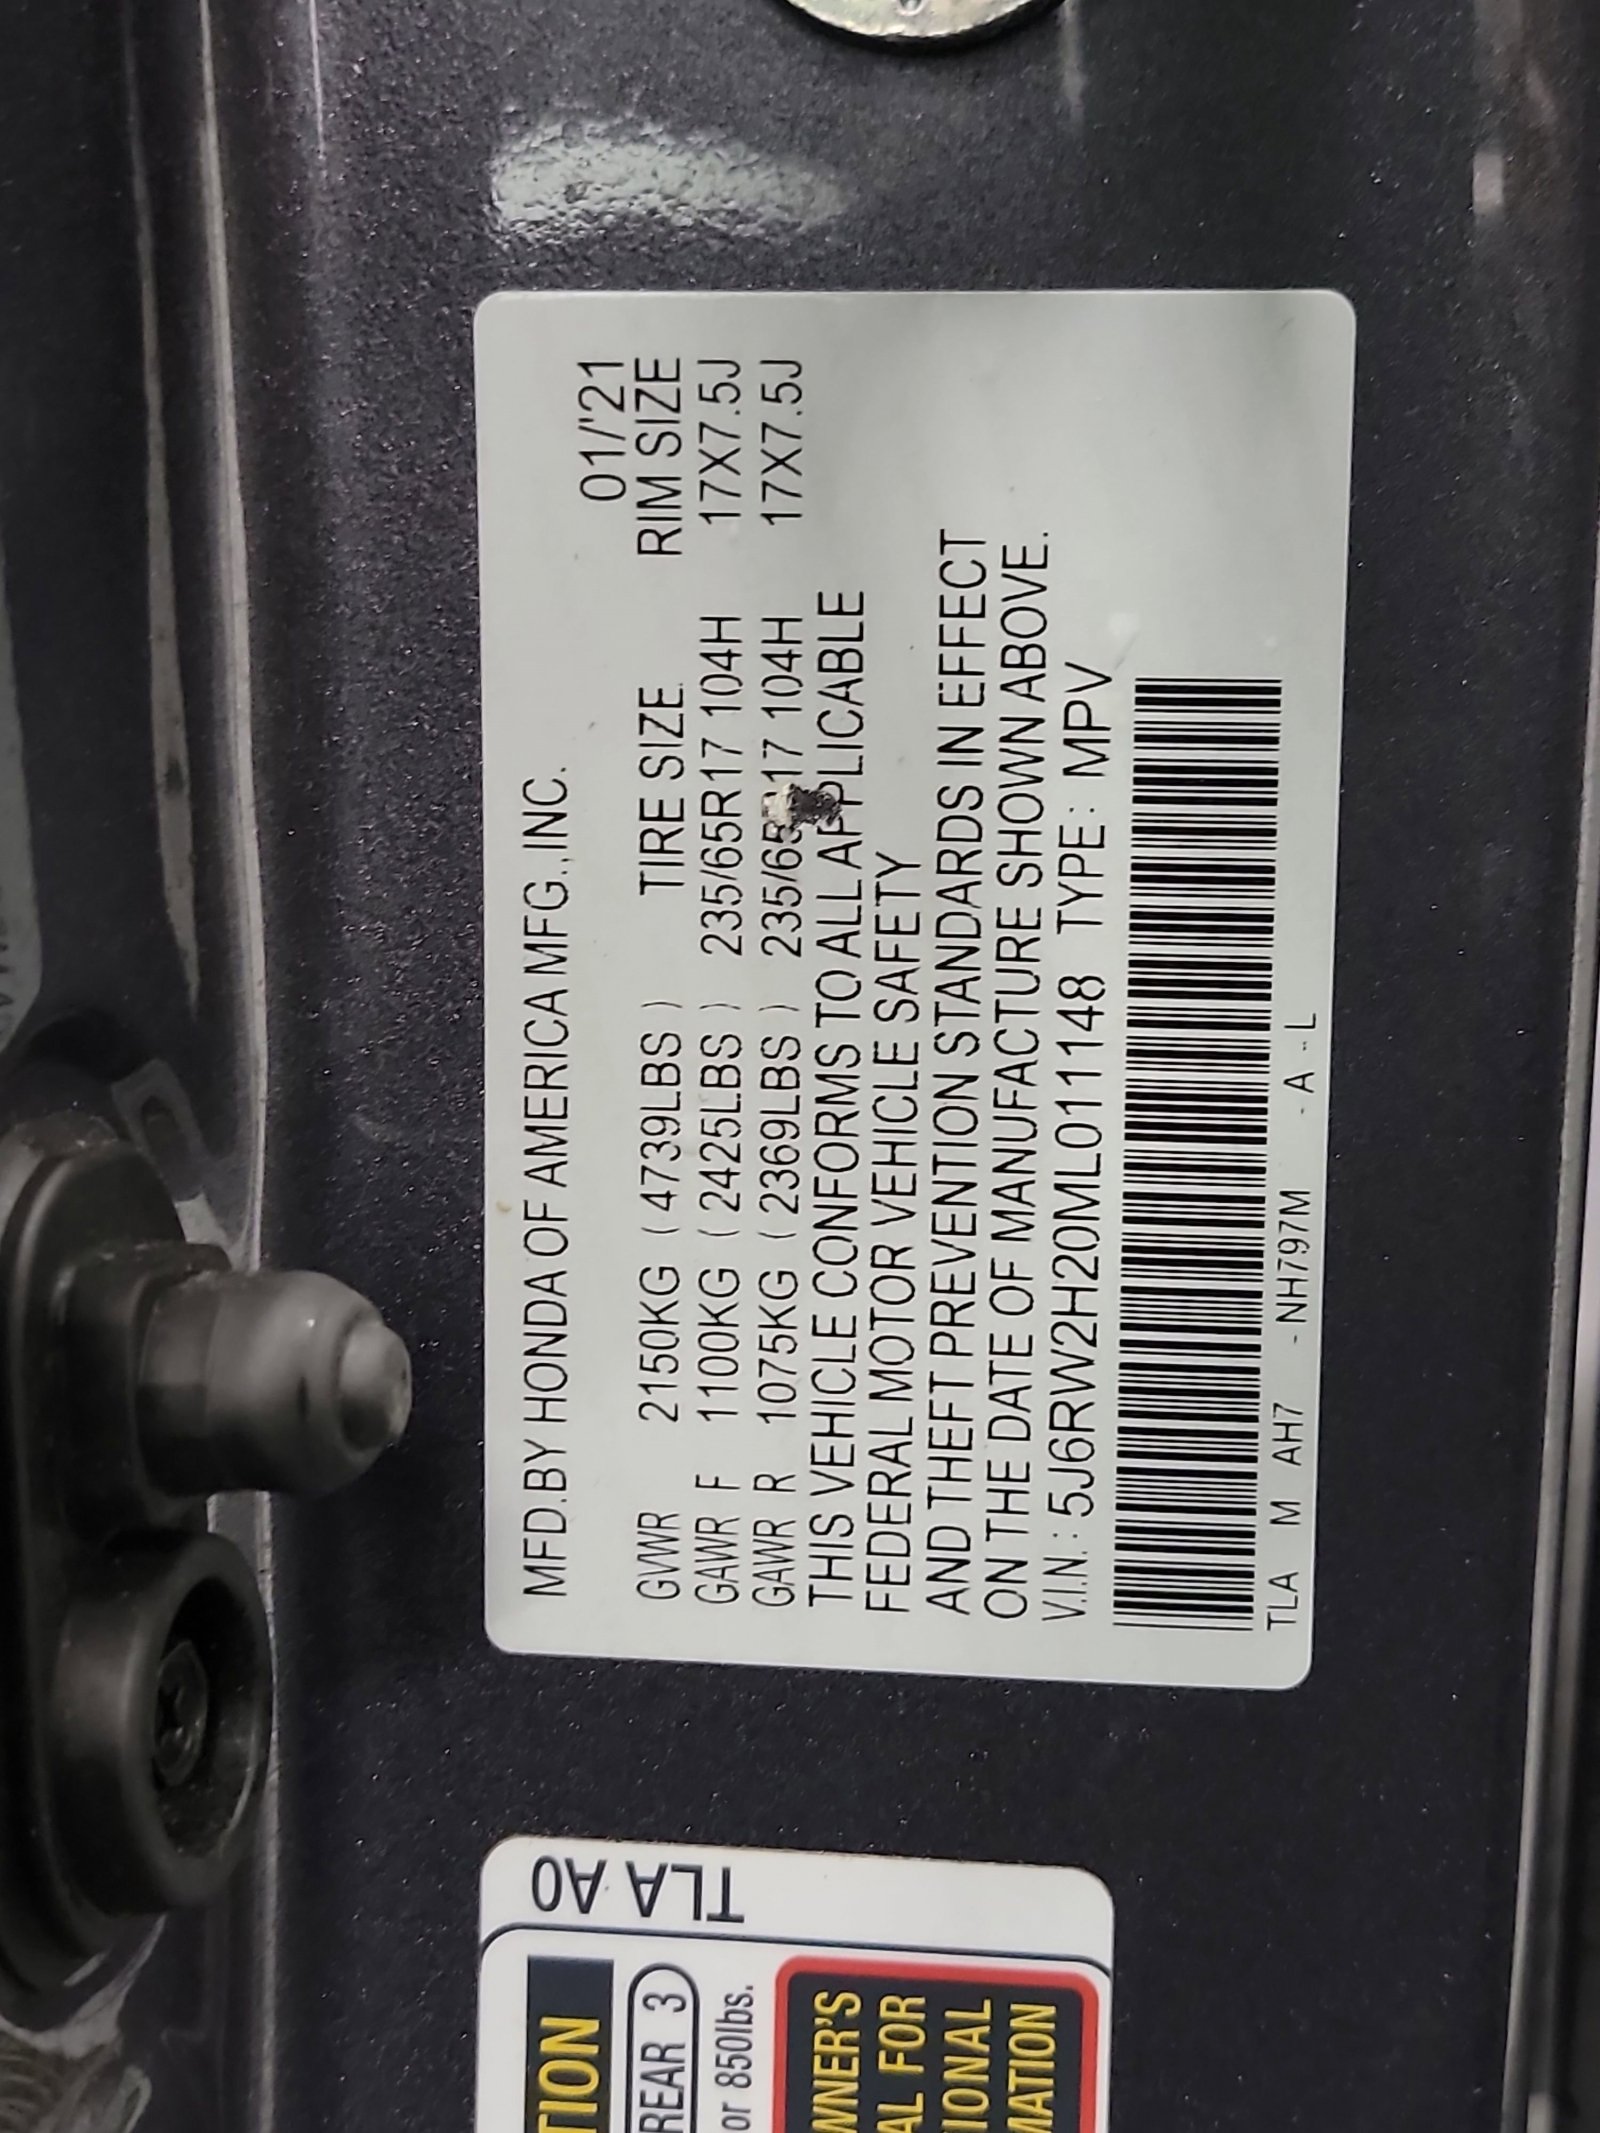 MFD.BY HONDA OF AMERICA MFG.,INC.
01/'21
TIRE SIZE RIM SIZE
GVWR 2150KG ( 4739LBS )
GAWR F 1100KG ( 2425LBS ) 235/65R17 104H 17X7.5J
GAWR R 1075KG ( 2369LBS ) 235/65 17 104H 17X7.5J
THIS VEHICLE CONFORMS TO ALL APPLICABLE
FEDERAL MOTOR VEHICLE SAFETY
AND THEFT PREVENTION STANDARDS IN EFFECT
ON THE DATE OF MANUFACTURE SHOWN ABOVE.
V.I.N.: 5J6RW2H20ML011148 TYPE: MPV
TLA M AH7 -NH797M -A--L
TLA A0
TION
REAR 3
or 850lbs.
WNER'S
AL FOR
IONAL
MATION